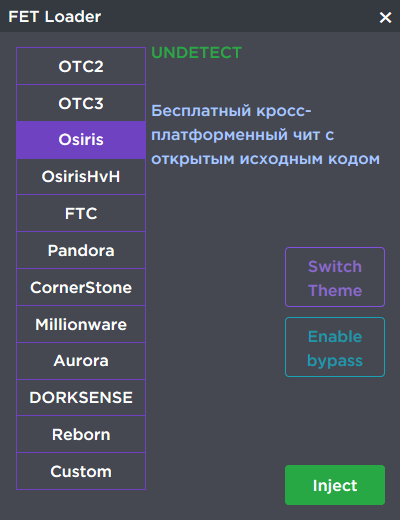 FET Loader
×
OTC2
OTC3
Osiris
OsirisHvH
FTC
Pandora
CornerStone
Millionware
Aurora
DORKSENSE
Reborn
Custom
UNDETECT
Бесплатный кросс-
платформенный чит с
открытым исходным кодом
Switch
Theme
Enable
bypass
Inject